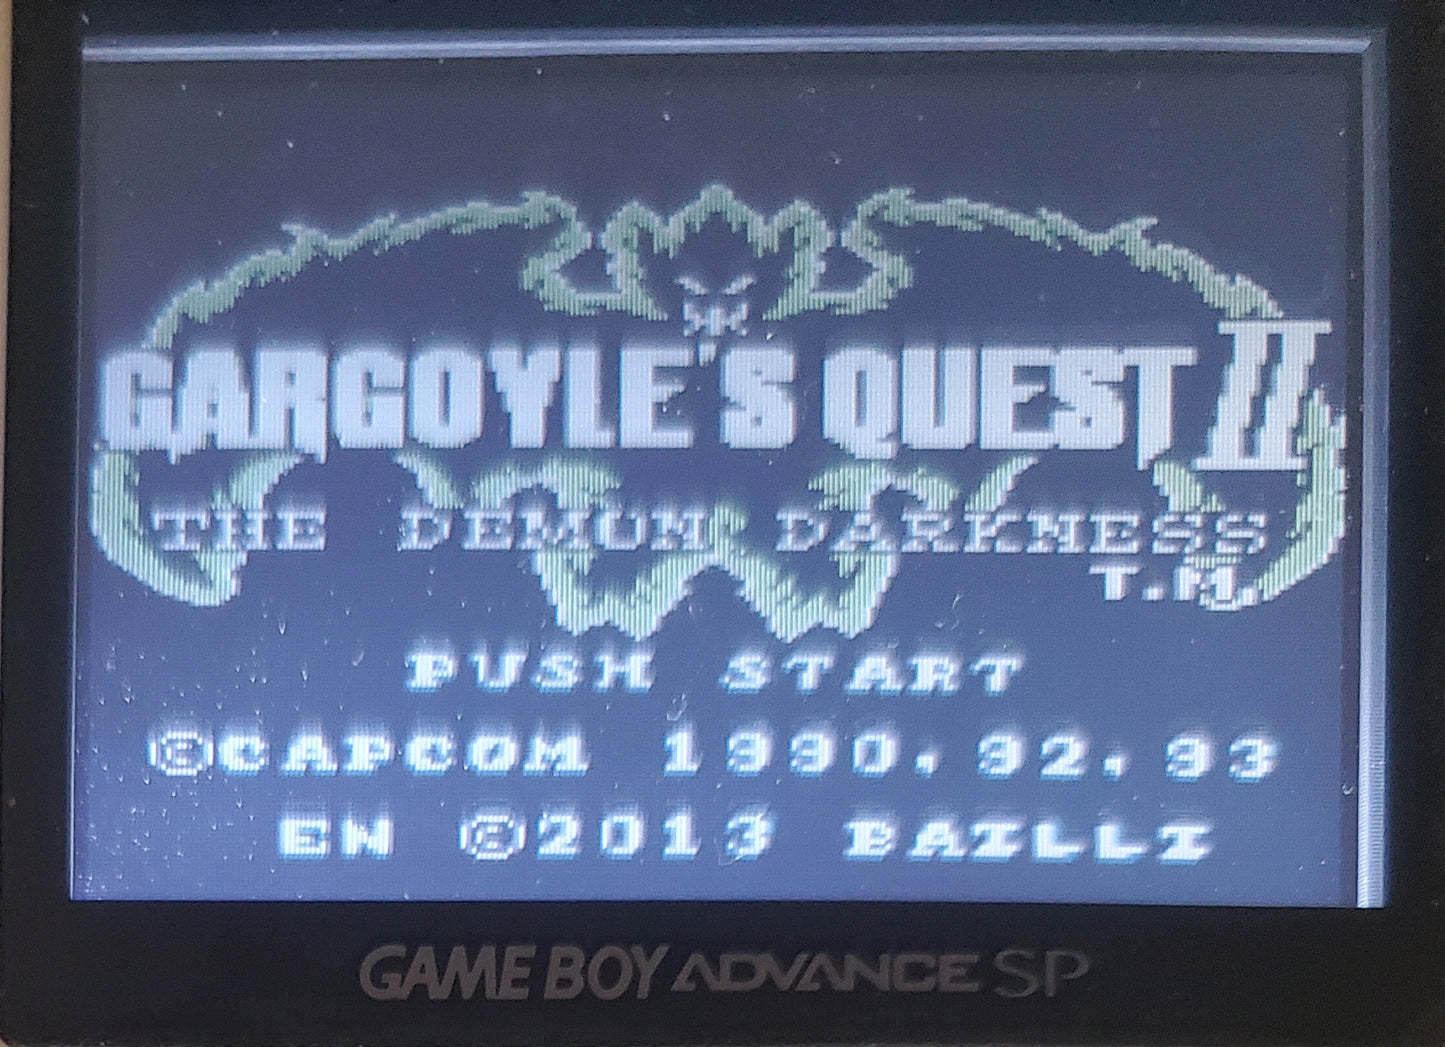 GARGOYLE'S QUEST II
THE DEMON DARKNESS
T.M.
PUSH START
©CAPCOM 1990,92,93
EN ©2013 BAILLI
GAME BOY ADVANCE SP